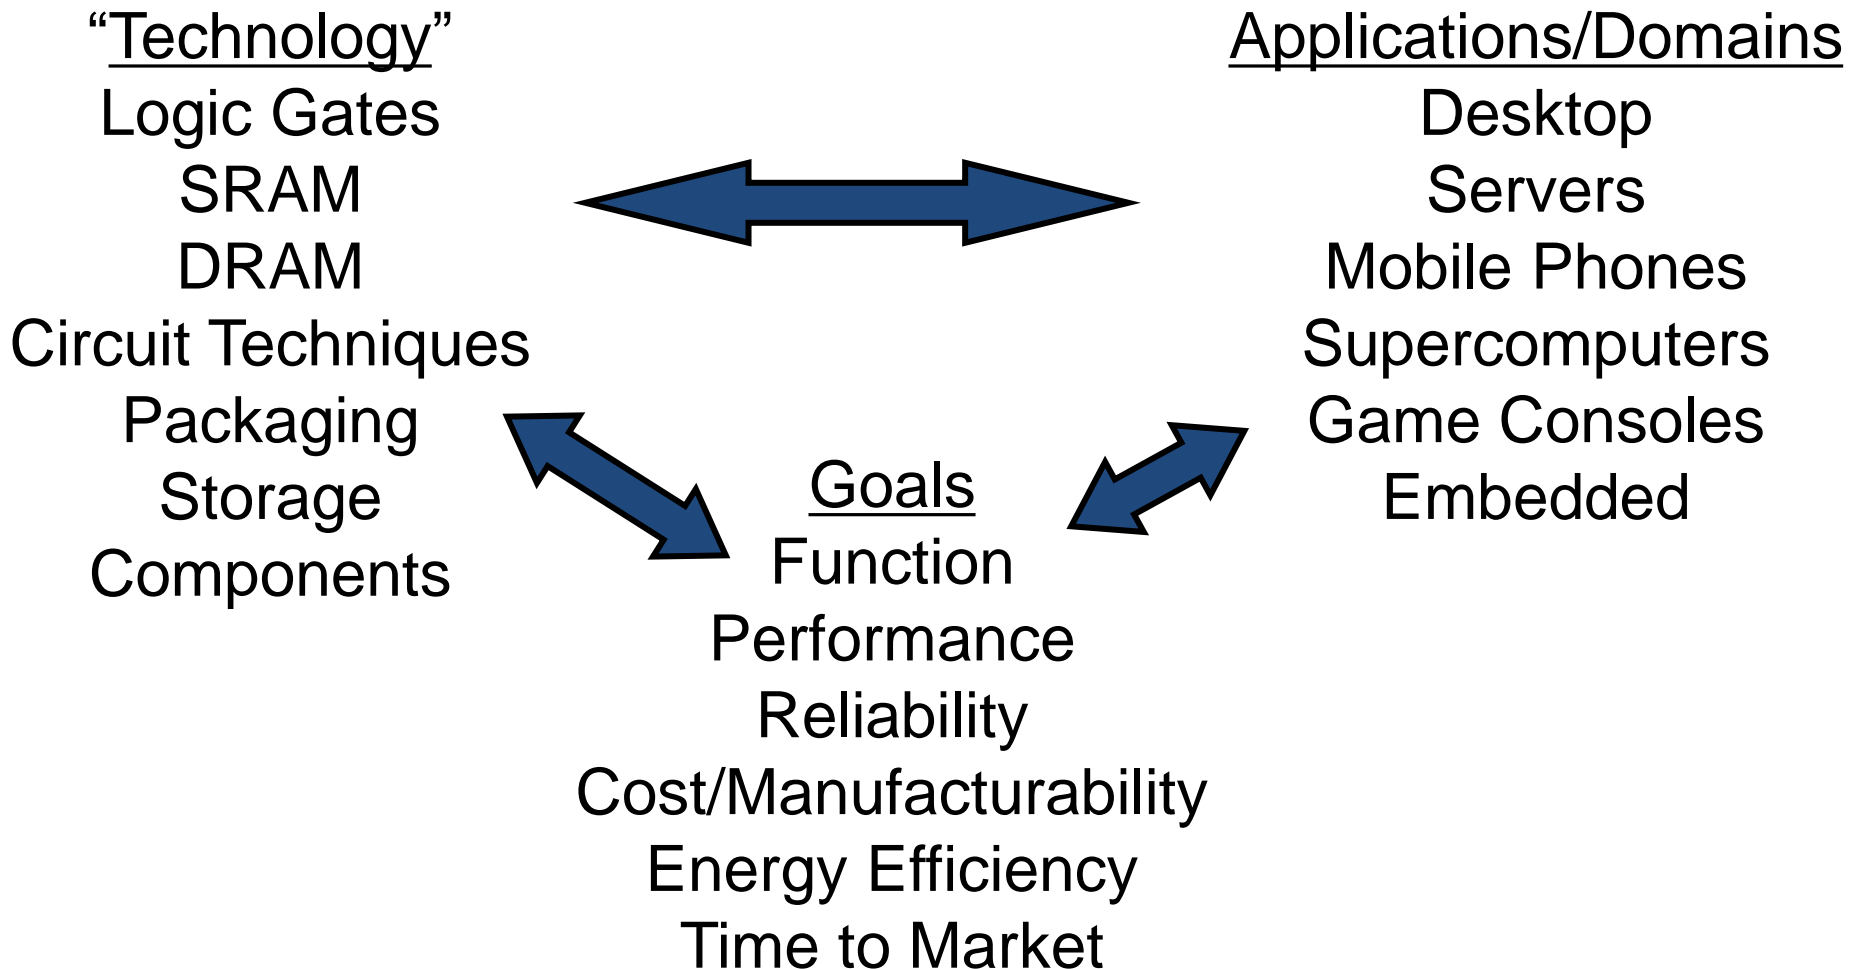 “Technology”
Logic Gates
SRAM
DRAM
Circuit Techniques
Packaging
Storage
Components
Applications/Domains
Desktop
Servers
Mobile Phones
Supercomputers
Game Consoles
Embedded
Goals
Function
Performance
Reliability
Cost/Manufacturability
Energy Efficiency
Time to Market